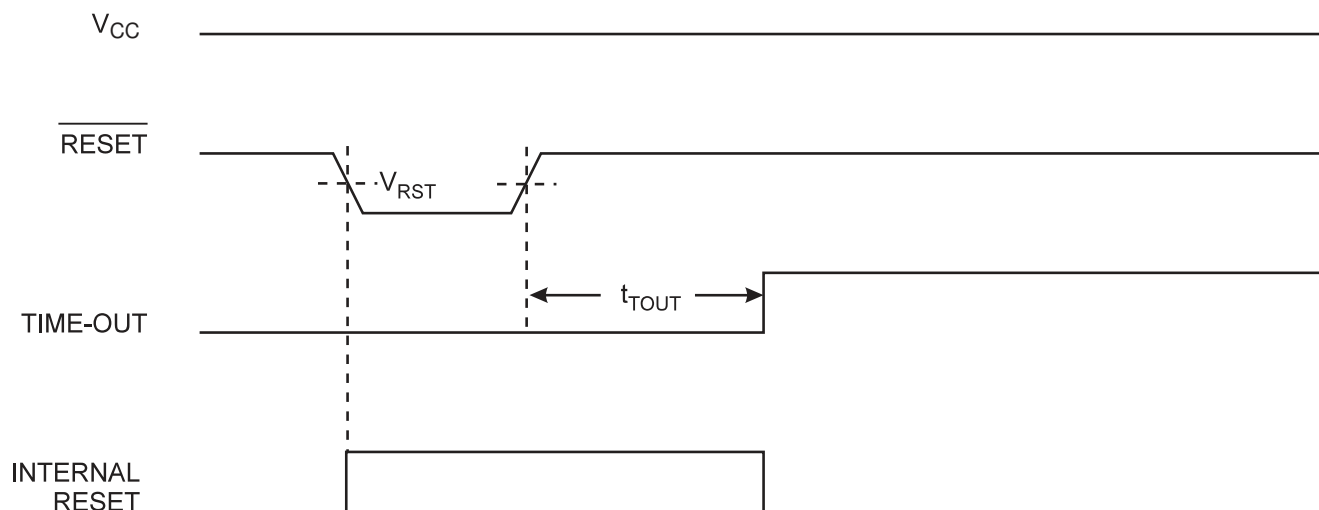 VCC
RESET
VRST
tTOUT
TIME-OUT
INTERNAL
RESET